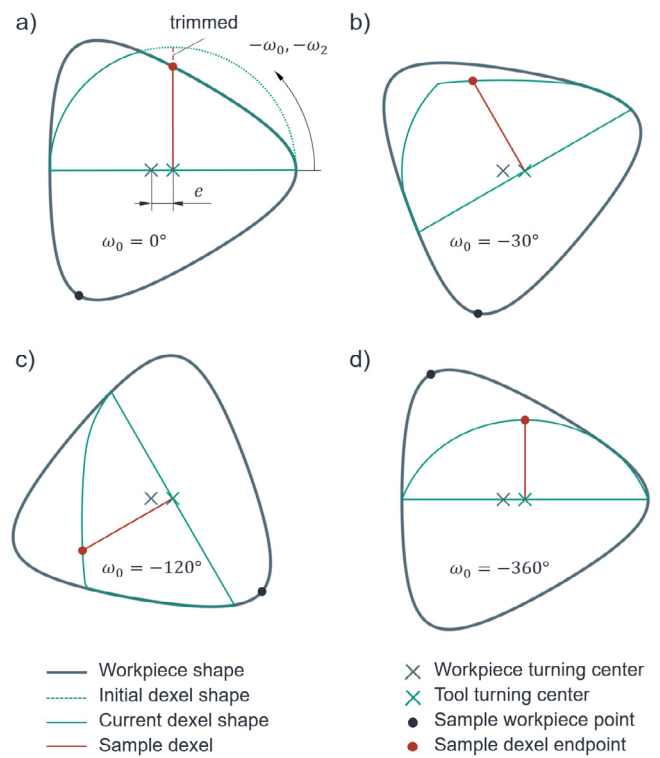 a)
trimmed
−ω₀, −ω₂
e
ω₀ = 0°
b)
ω₀ = −30°
c)
ω₀ = −120°
d)
ω₀ = −360°
Workpiece shape
Initial dexel shape
Current dexel shape
Sample dexel
Workpiece turning center
Tool turning center
Sample workpiece point
Sample dexel endpoint